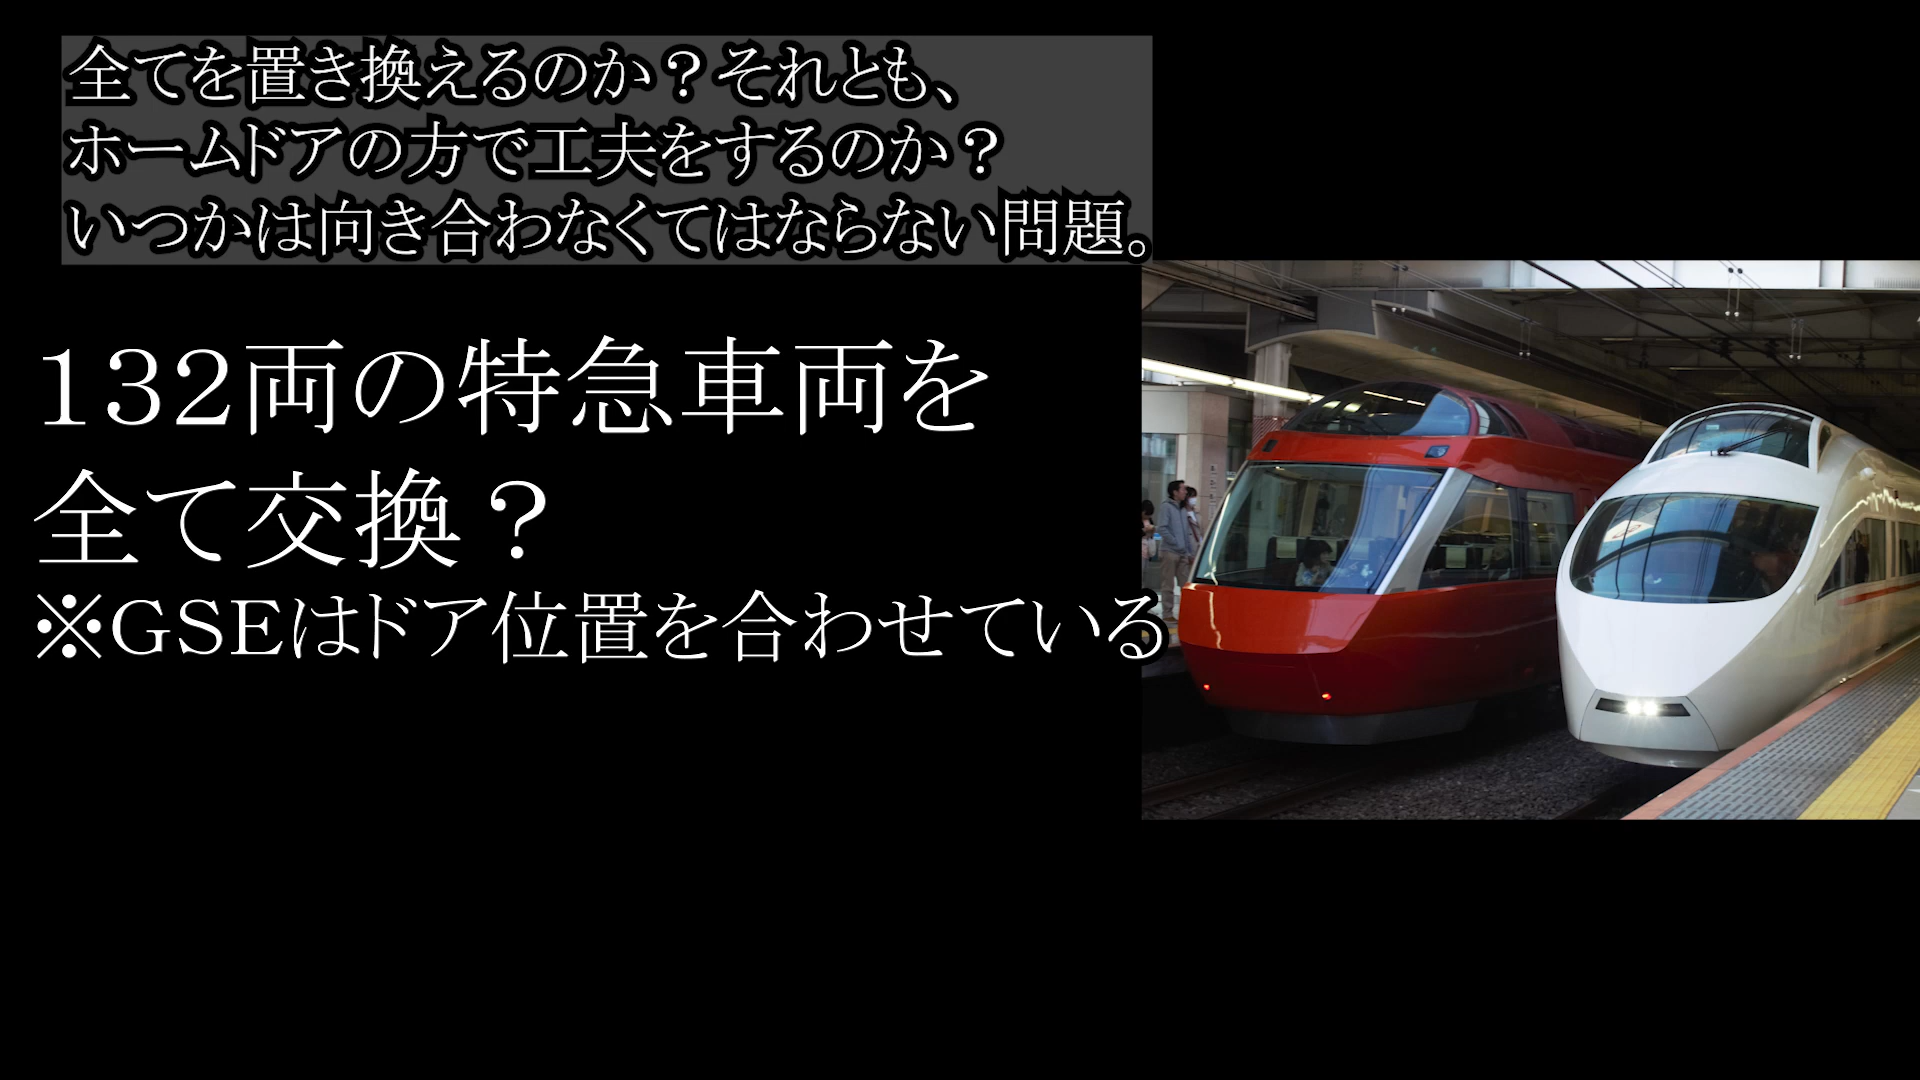 全てを置き換えるのか？それとも、
ホームドアの方で工夫をするのか？
いつかは向き合わなくてはならない問題。
132両の特急車両を
全て交換？
※GSEはドア位置を合わせている